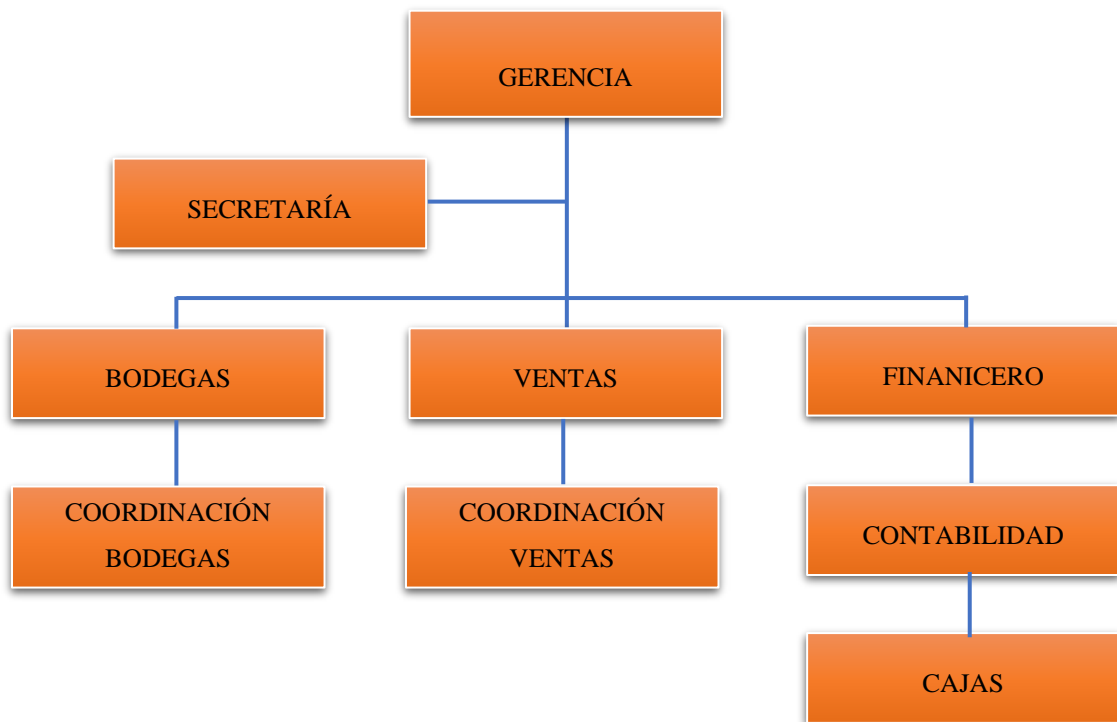 GERENCIA
SECRETARÍA
BODEGAS
VENTAS
FINANICERO
COORDINACIÓN
BODEGAS
COORDINACIÓN
VENTAS
CONTABILIDAD
CAJAS